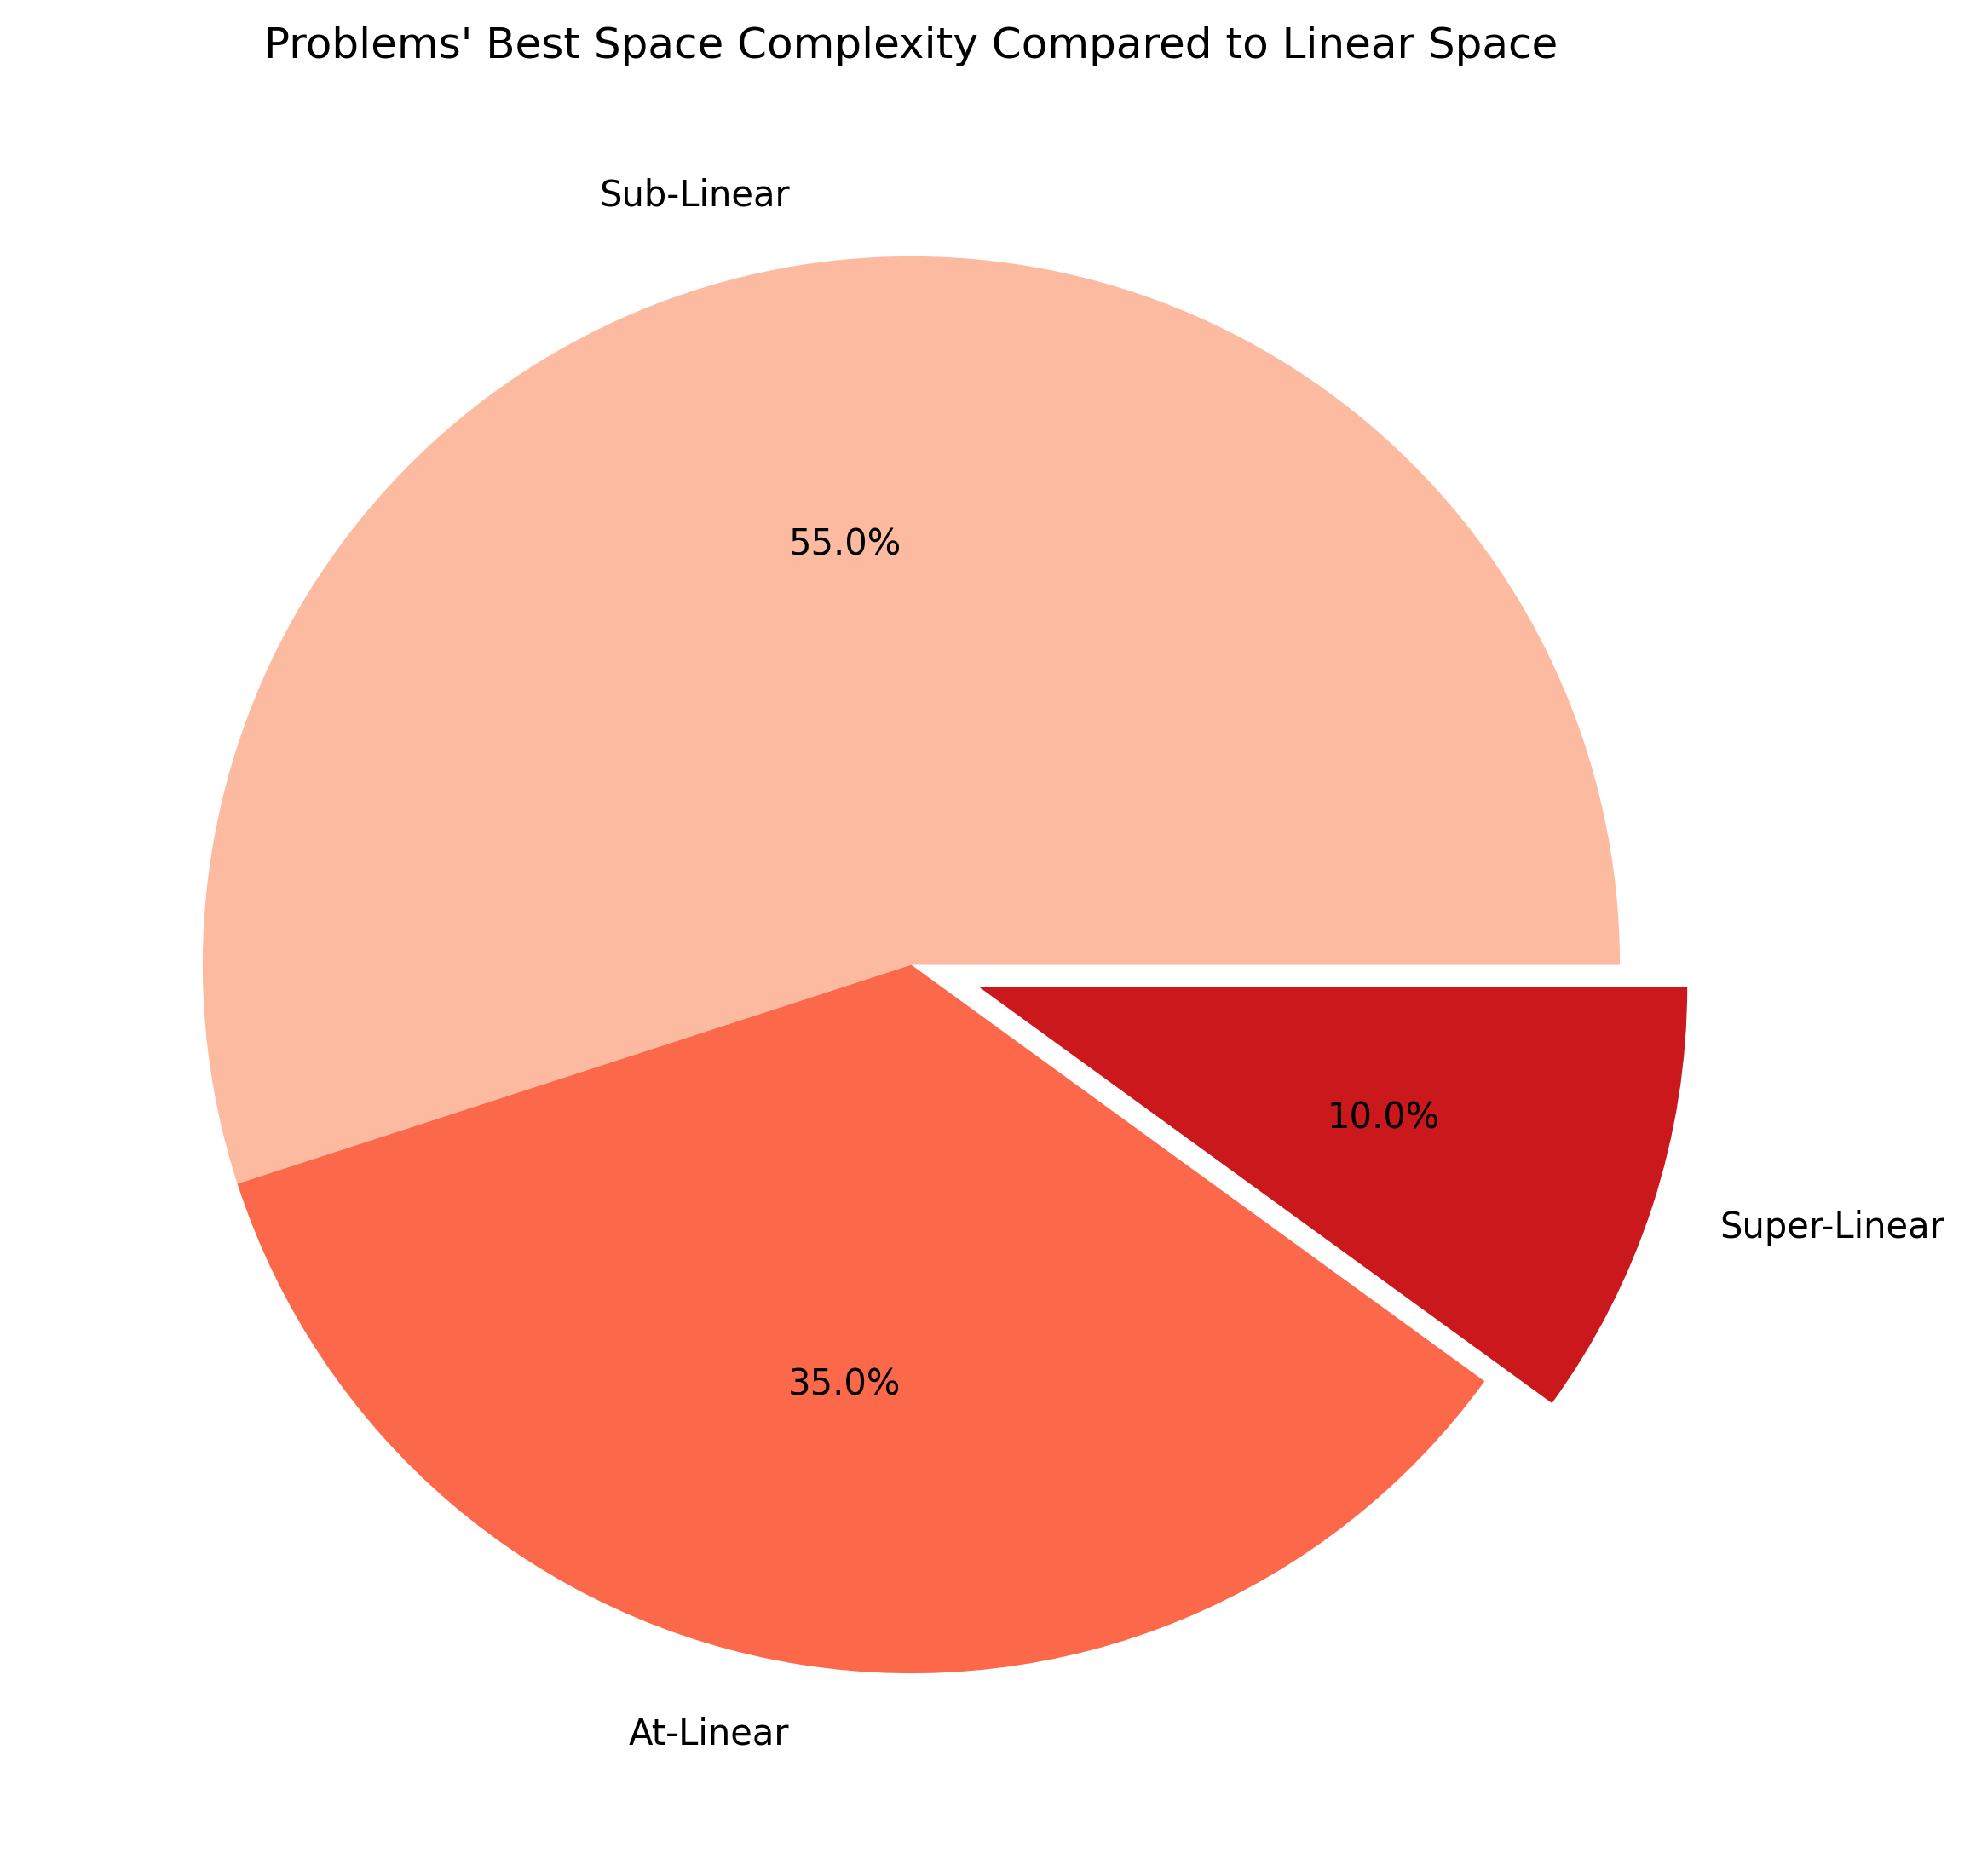 Problems' Best Space Complexity Compared to Linear Space
Sub-Linear
55.0%
10.0%
Super-Linear
35.0%
At-Linear